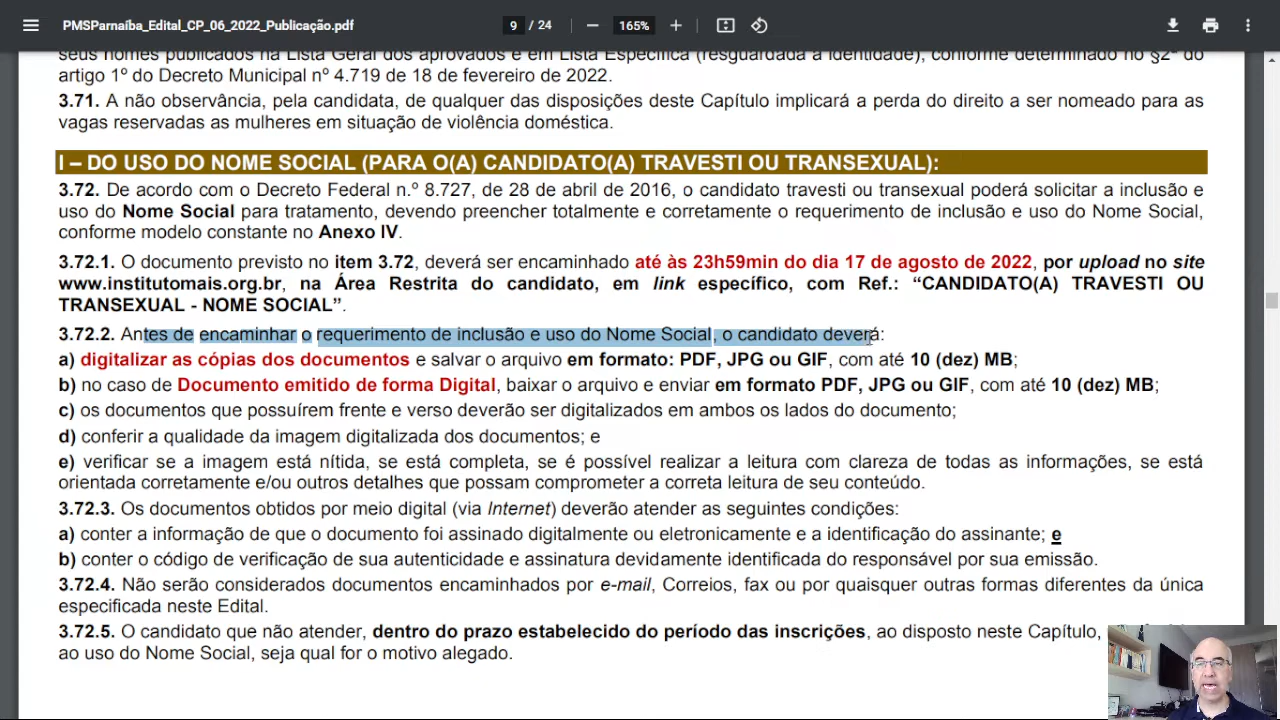 PMSParnaíba_Edital_CP_06_2022_Publicação.pdf
9 / 24
165%
seus nomes publicados na Lista Geral dos aprovados e em Lista Específica (resguardada a identidade), conforme determinado no §2º do
artigo 1º do Decreto Municipal nº 4.719 de 18 de fevereiro de 2022.
3.71. A não observância, pela candidata, de qualquer das disposições deste Capítulo implicará a perda do direito a ser nomeado para as
vagas reservadas as mulheres em situação de violência doméstica.
I – DO USO DO NOME SOCIAL (PARA O(A) CANDIDATO(A) TRAVESTI OU TRANSEXUAL):
3.72. De acordo com o Decreto Federal n.º 8.727, de 28 de abril de 2016, o candidato travesti ou transexual poderá solicitar a inclusão e
uso do Nome Social para tratamento, devendo preencher totalmente e corretamente o requerimento de inclusão e uso do Nome Social,
conforme modelo constante no Anexo IV.
3.72.1. O documento previsto no item 3.72, deverá ser encaminhado até às 23h59min do dia 17 de agosto de 2022, por upload no site
www.institutomais.org.br, na Área Restrita do candidato, em link específico, com Ref.: “CANDIDATO(A) TRAVESTI OU
TRANSEXUAL - NOME SOCIAL”.
3.72.2. Antes de encaminhar o requerimento de inclusão e uso do Nome Social, o candidato deverá:
a) digitalizar as cópias dos documentos e salvar o arquivo em formato: PDF, JPG ou GIF, com até 10 (dez) MB;
b) no caso de Documento emitido de forma Digital, baixar o arquivo e enviar em formato PDF, JPG ou GIF, com até 10 (dez) MB;
c) os documentos que possuírem frente e verso deverão ser digitalizados em ambos os lados do documento;
d) conferir a qualidade da imagem digitalizada dos documentos; e
e) verificar se a imagem está nítida, se está completa, se é possível realizar a leitura com clareza de todas as informações, se está
orientada corretamente e/ou outros detalhes que possam comprometer a correta leitura de seu conteúdo.
3.72.3. Os documentos obtidos por meio digital (via Internet) deverão atender as seguintes condições:
a) conter a informação de que o documento foi assinado digitalmente ou eletronicamente e a identificação do assinante; e
b) conter o código de verificação de sua autenticidade e assinatura devidamente identificada do responsável por sua emissão.
3.72.4. Não serão considerados documentos encaminhados por e-mail, Correios, fax ou por quaisquer outras formas diferentes da única
especificada neste Edital.
3.72.5. O candidato que não atender, dentro do prazo estabelecido do período das inscrições, ao disposto neste Capítulo,
ao uso do Nome Social, seja qual for o motivo alegado.